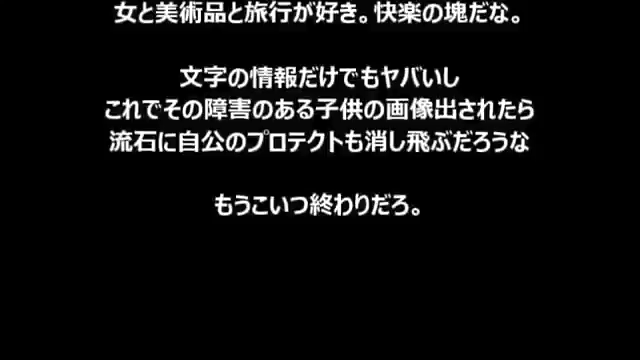 女と美術品と旅行が好き。快楽の塊だな。
文字の情報だけでもヤバいし
これでその障害のある子供の画像出されたら
流石に自公のプロテクトも消し飛ぶだろうな
もうこいつ終わりだろ。